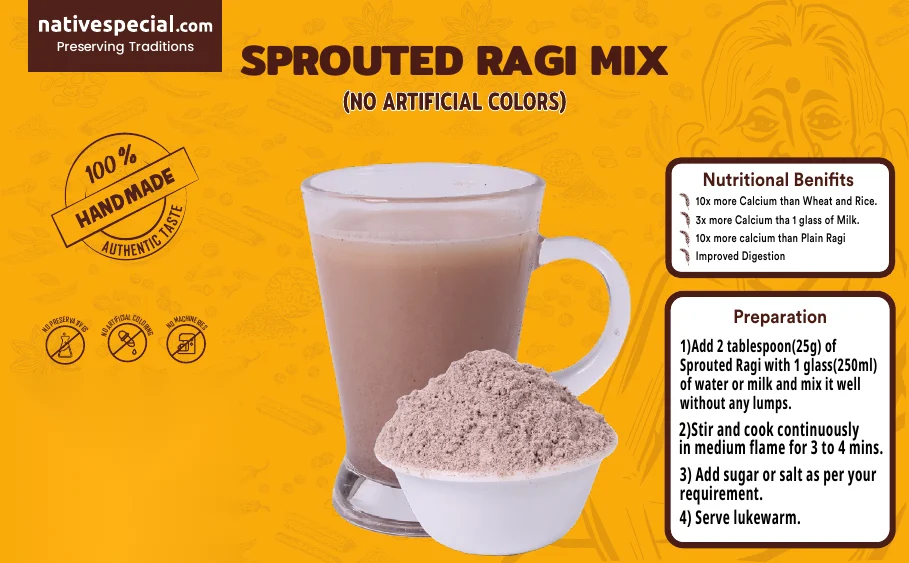 nativespecial.com
Preserving Traditions
SPROUTED RAGI MIX
(NO ARTIFICIAL COLORS)
100%
HANDMADE
AUTHENTIC TASTE
NO PRESERVATIVES
NO ARTIFICIAL COLORING
NO MACHINERIES
Nutritional Benifits
10x more Calcium than Wheat and Rice.
3x more Calcium tha 1 glass of Milk.
10x more calcium than Plain Ragi
Improved Digestion
Preparation
1)Add 2 tablespoon(25g) of
Sprouted Ragi with 1 glass(250ml)
of water or milk and mix it well
without any lumps.
2)Stir and cook continuously
in medium flame for 3 to 4 mins.
3) Add sugar or salt as per your
requirement.
4) Serve lukewarm.